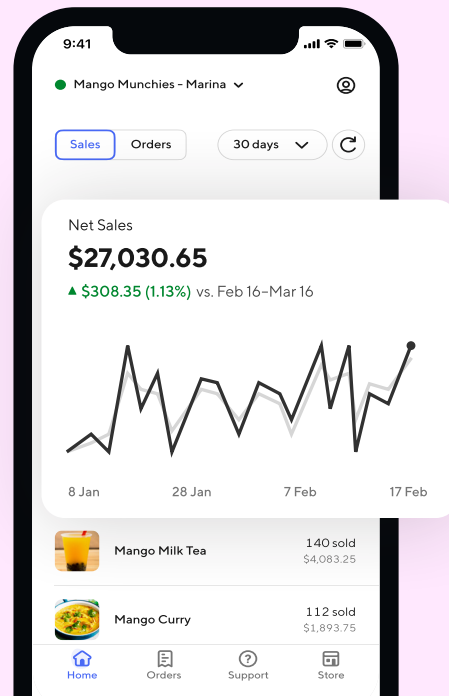 9:41
Mango Munchies - Marina
Sales Orders 30 days
Net Sales
$27,030.65
$308.35 (1.13%) vs. Feb 16–Mar 16
8 Jan 28 Jan 7 Feb 17 Feb
Mango Milk Tea 140 sold
$4,083.25
Mango Curry 112 sold
$1,893.75
Home Orders Support Store